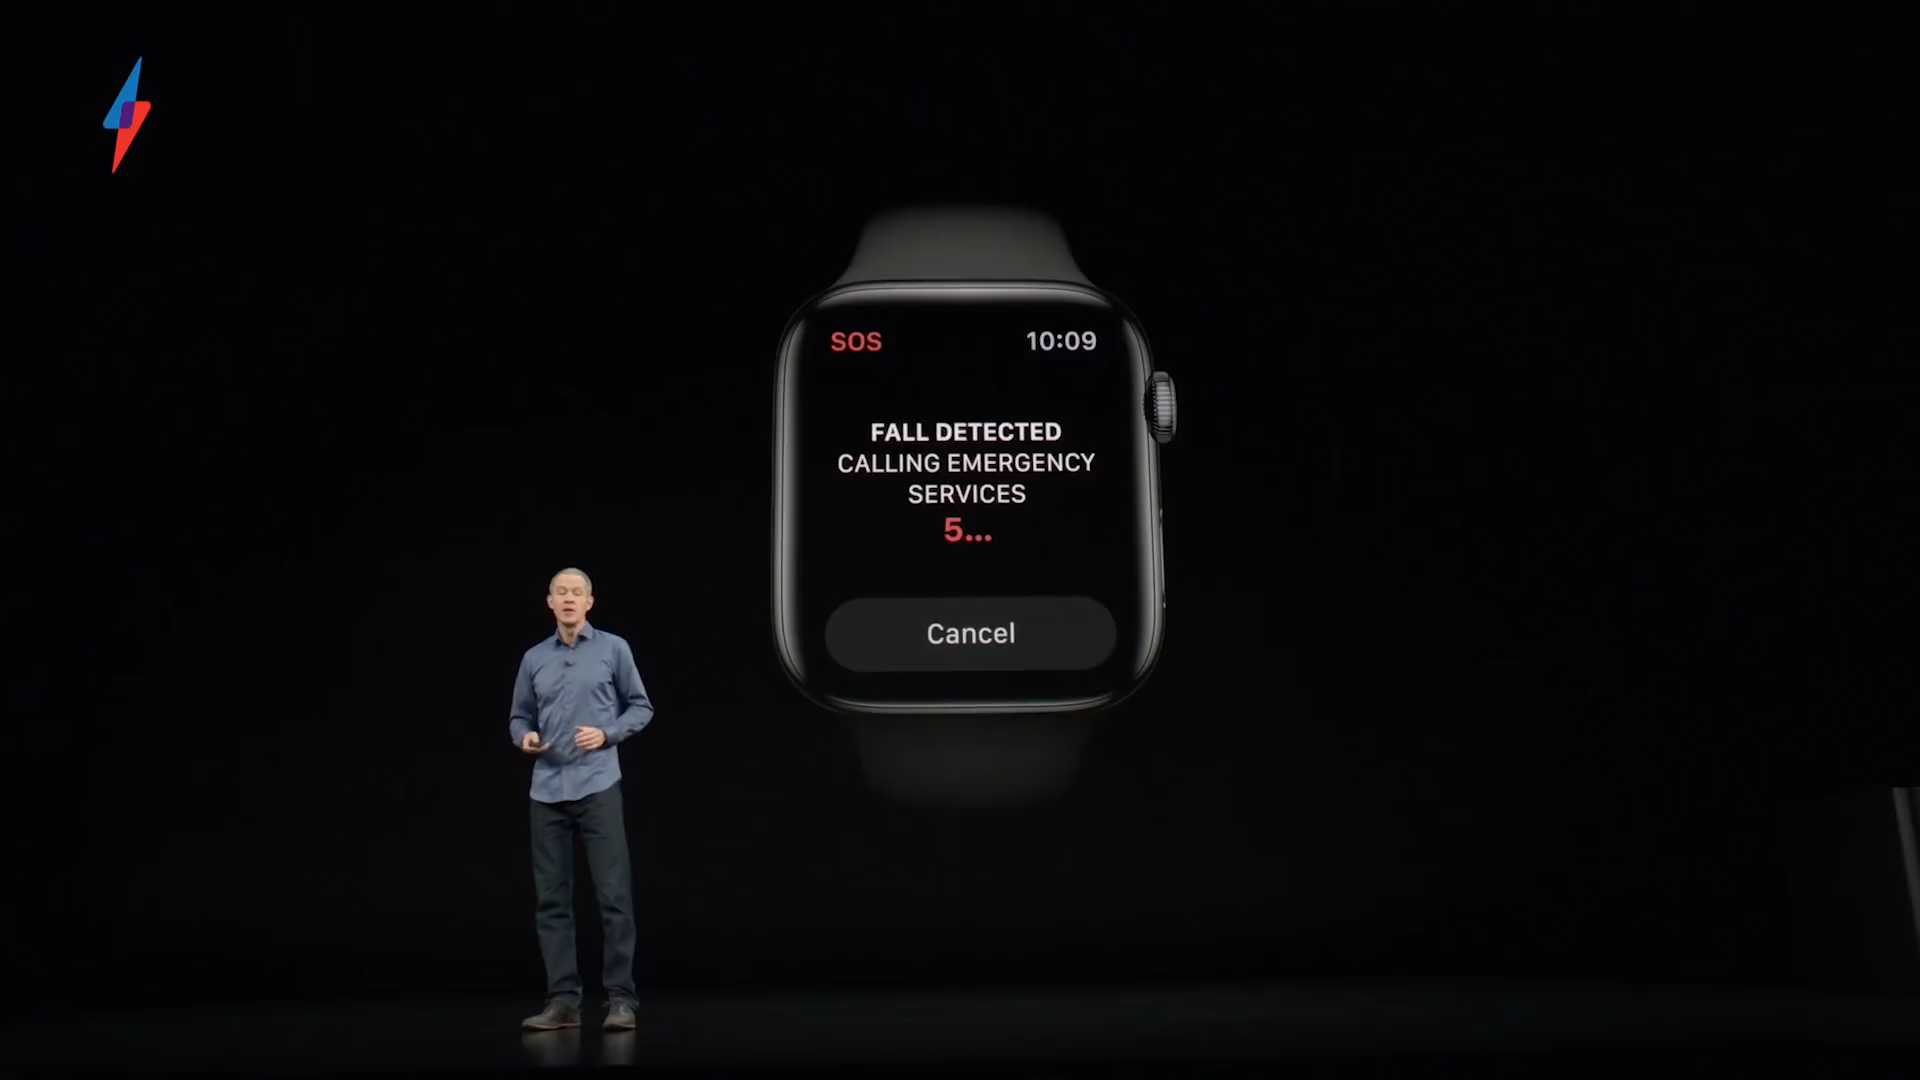 SOS 10:09
FALL DETECTED
CALLING EMERGENCY
SERVICES
5...
Cancel